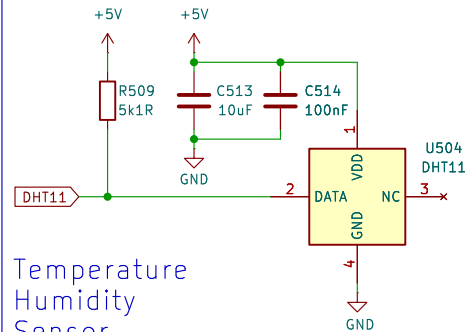 +5V
+5V
R509
5k1R
C513
10uF
C514
100nF
GND
1
VDD
U504
DHT11
DHT11
2
DATA
NC
3
GND
4
GND
Temperature
Humidity
Sensor